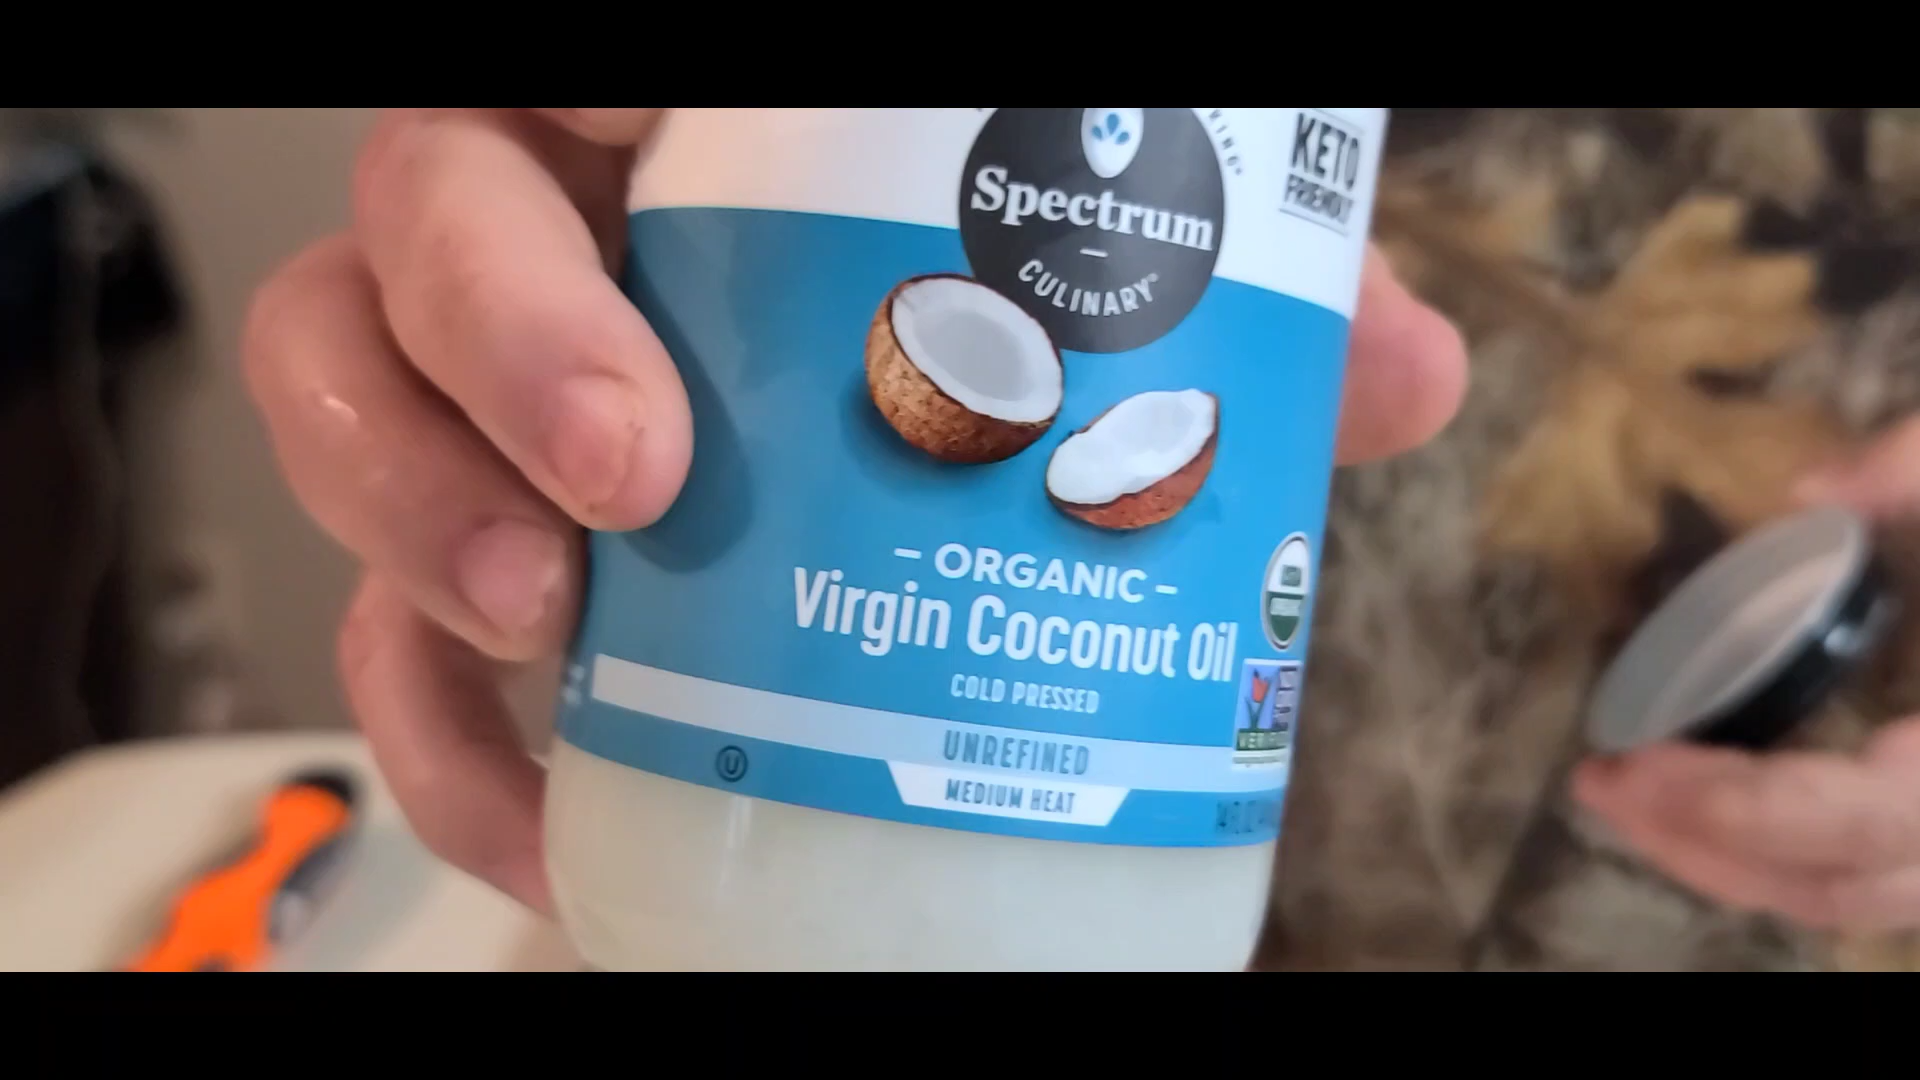 KETO
FRIENDLY
Spectrum
CULINARY
- ORGANIC -
Virgin Coconut Oil
COLD PRESSED
UNREFINED
U
MEDIUM HEAT